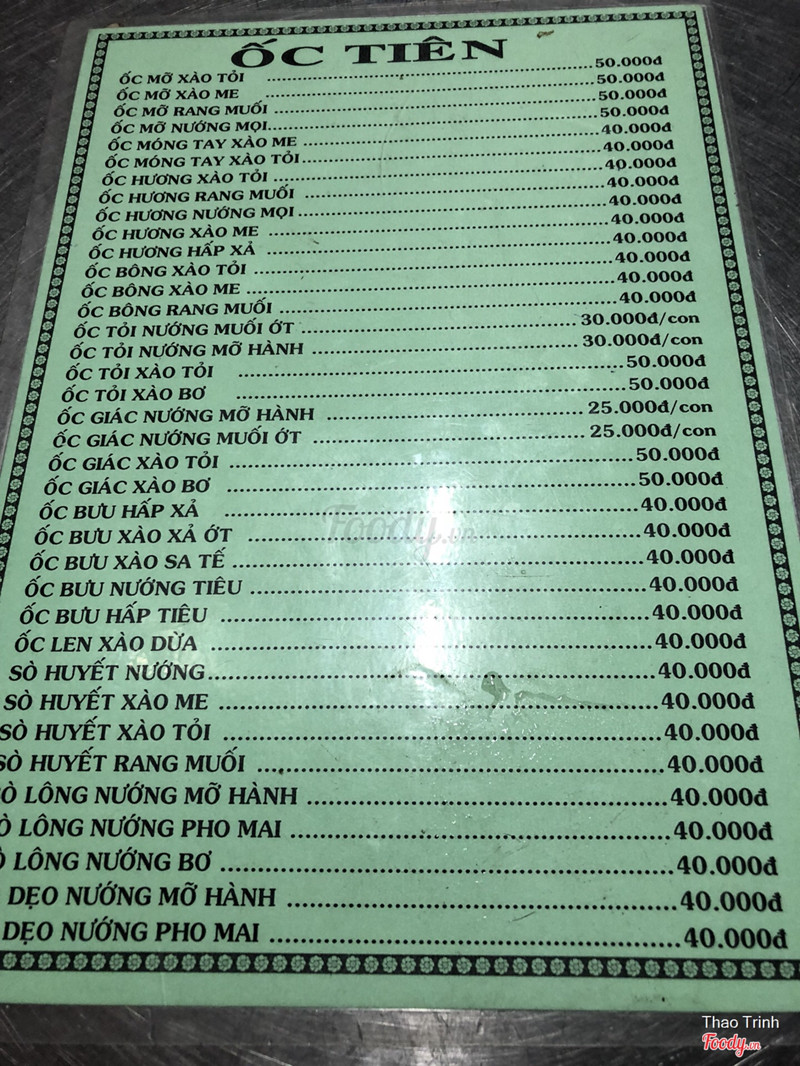 ỐC TIÊN
ỐC MỠ XÀO TỎI ..........50.000đ
ỐC MỠ XÀO ME ..........50.000đ
ỐC MỠ RANG MUỐI ..........50.000đ
ỐC MỠ NƯỚNG MỌI..........50.000đ
ỐC MÓNG TAY XÀO ME ..........40.000đ
ỐC MÓNG TAY XÀO TỎI..........40.000đ
ỐC HƯƠNG XÀO TỎI ..........40.000đ
ỐC HƯƠNG RANG MUỐI ..........40.000đ
ỐC HƯƠNG NƯỚNG MỌI..........40.000đ
ỐC HƯƠNG XÀO ME ..........40.000đ
ỐC HƯƠNG HẤP XẢ ..........40.000đ
ỐC BÔNG XÀO TỎI ..........40.000đ
ỐC BÔNG XÀO ME ..........40.000đ
ỐC BÔNG RANG MUỐI ..........40.000đ
ỐC TỎI NƯỚNG MUỐI ỚT ..........30.000đ/con
ỐC TỎI NƯỚNG MỠ HÀNH ..........30.000đ/con
ỐC TỎI XÀO TỎI ..........50.000đ
ỐC TỎI XÀO BƠ ..........50.000đ
ỐC GIÁC NƯỚNG MỠ HÀNH ..........25.000đ/con
ỐC GIÁC NƯỚNG MUỐI ỚT ..........25.000đ/con
ỐC GIÁC XÀO TỎI ..........50.000đ
ỐC GIÁC XÀO BƠ ..........50.000đ
ỐC BƯU HẤP XẢ ..........40.000đ
ỐC BƯU XÀO XẢ ỚT ..........40.000đ
ỐC BƯU XÀO SA TẾ ..........40.000đ
ỐC BƯU NƯỚNG TIÊU ..........40.000đ
ỐC BƯU HẤP TIÊU ..........40.000đ
ỐC LEN XÀO DỪA ..........40.000đ
SÒ HUYẾT NƯỚNG..........40.000đ
SÒ HUYẾT XÀO ME ..........40.000đ
SÒ HUYẾT XÀO TỎI ..........40.000đ
SÒ HUYẾT RANG MUỐI ..........40.000đ
Ò LÔNG NƯỚNG MỠ HÀNH ..........40.000đ
Ò LÔNG NƯỚNG PHO MAI ..........40.000đ
Ò LÔNG NƯỚNG BƠ ..........40.000đ
DẸO NƯỚNG MỠ HÀNH ..........40.000đ
DẸO NƯỚNG PHO MAI ..........40.000đ
Foody.vn
Thao Trinh
Foody.vn